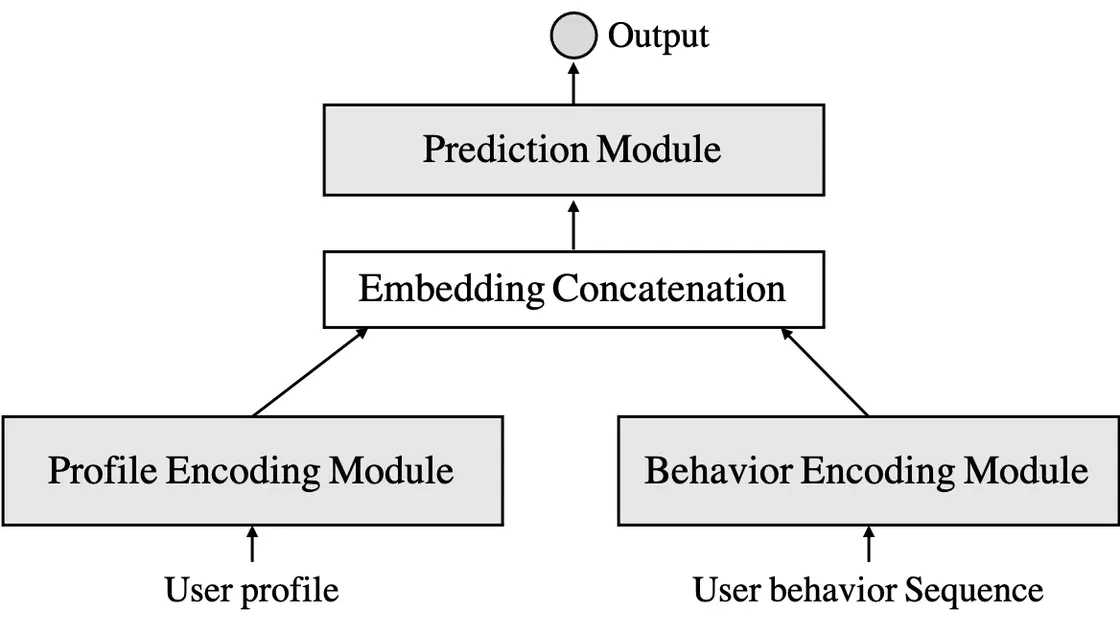 Output
Prediction Module
Embedding Concatenation
Profile Encoding Module
Behavior Encoding Module
User profile
User behavior Sequence